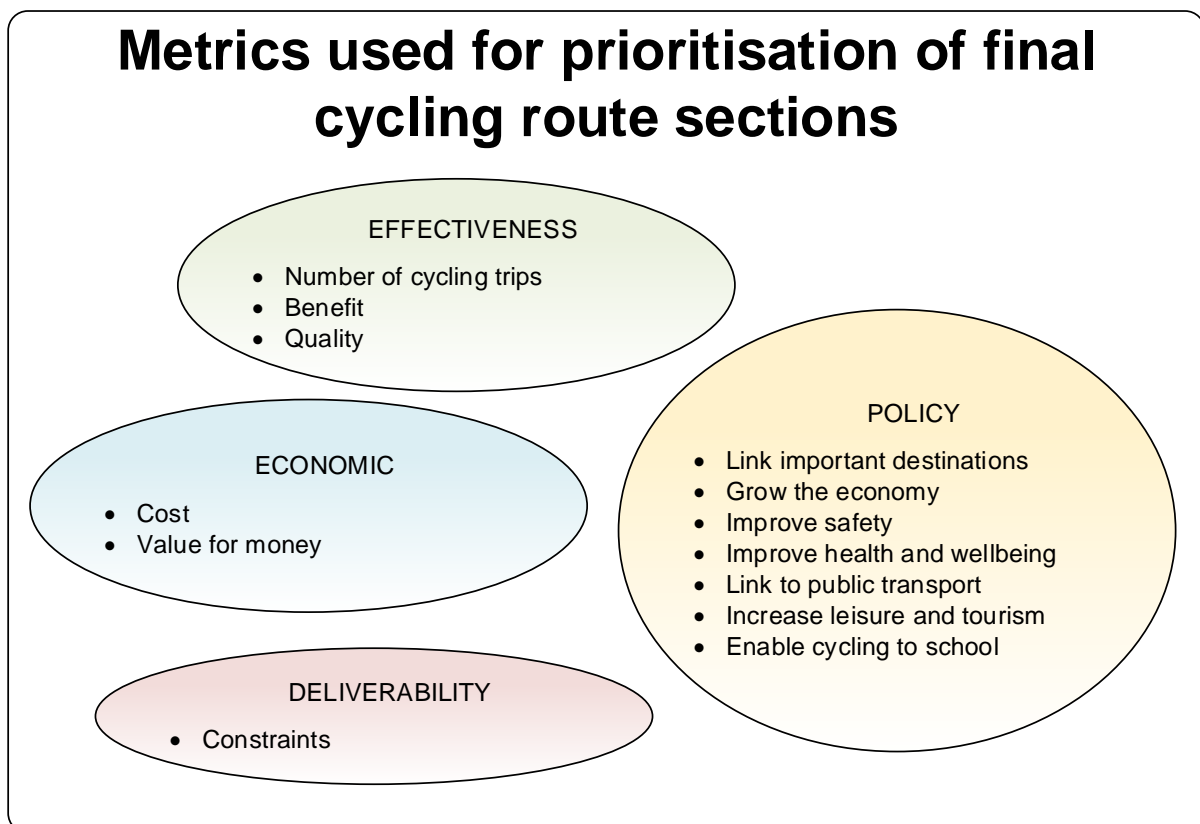 Metrics used for prioritisation of final
cycling route sections
EFFECTIVENESS
• Number of cycling trips
• Benefit
• Quality
ECONOMIC
• Cost
• Value for money
DELIVERABILITY
• Constraints
POLICY
• Link important destinations
• Grow the economy
• Improve safety
• Improve health and wellbeing
• Link to public transport
• Increase leisure and tourism
• Enable cycling to school